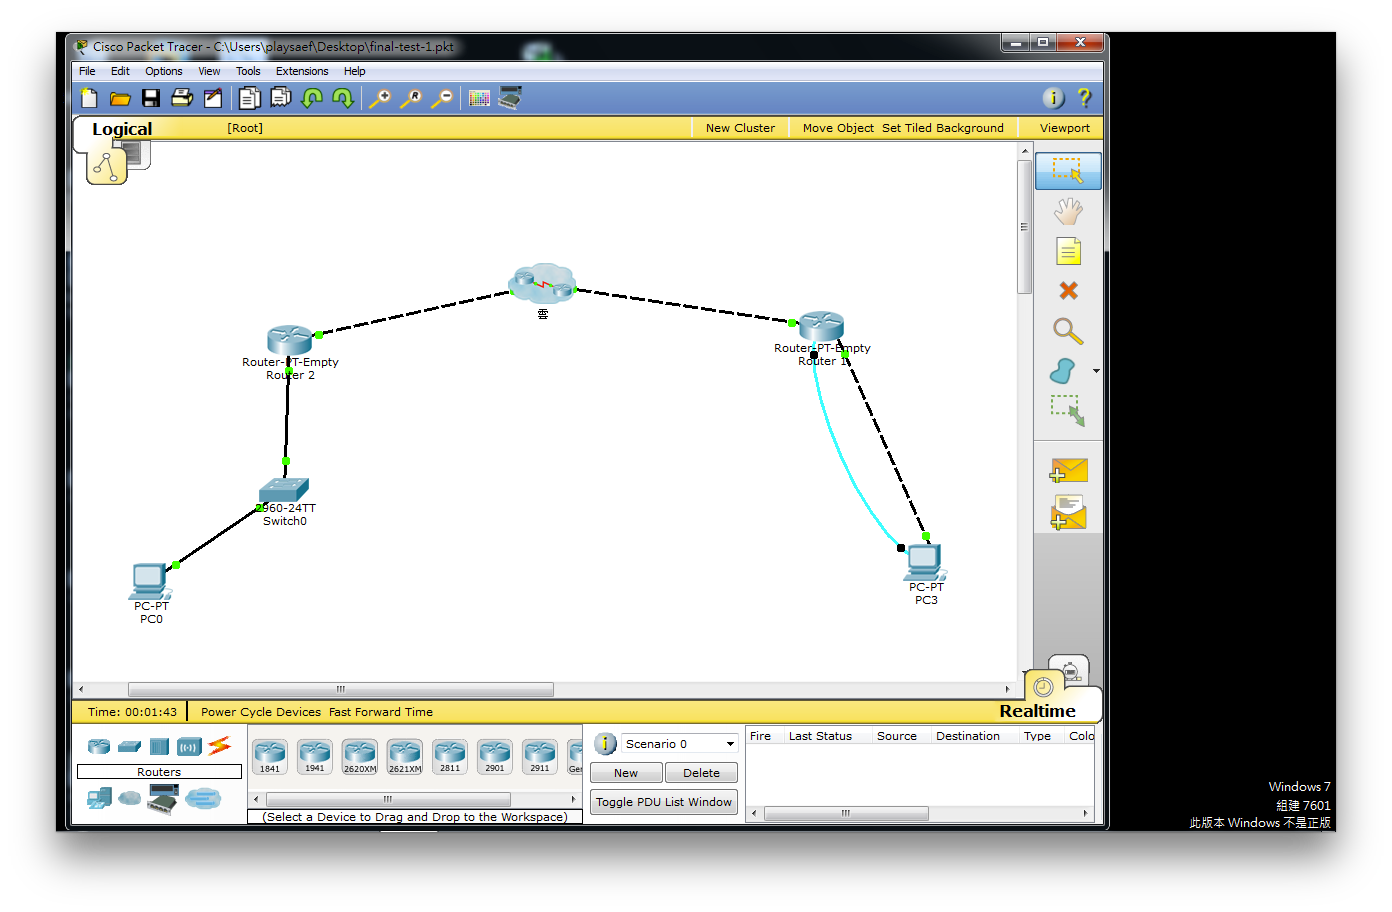 Cisco Packet Tracer - C:\Users\playsaef\Desktop\final-test-1.pkt
File Edit Options View Tools Extensions Help
Logical [Root] New Cluster Move Object Set Tiled Background Viewport
雲
Router-PT-Empty
Router 2
Router-PT-Empty
Router 1
2960-24TT
Switch0
PC-PT
PC0
PC-PT
PC3
Time: 00:01:43 Power Cycle Devices Fast Forward Time Realtime
Routers
1841 1941 2620XM 2621XM 2811 2901 2911 Gen
(Select a Device to Drag and Drop to the Workspace)
Scenario 0
New Delete
Toggle PDU List Window
Fire Last Status Source Destination Type Colo
Windows 7
組建 7601
此版本 Windows 不是正版